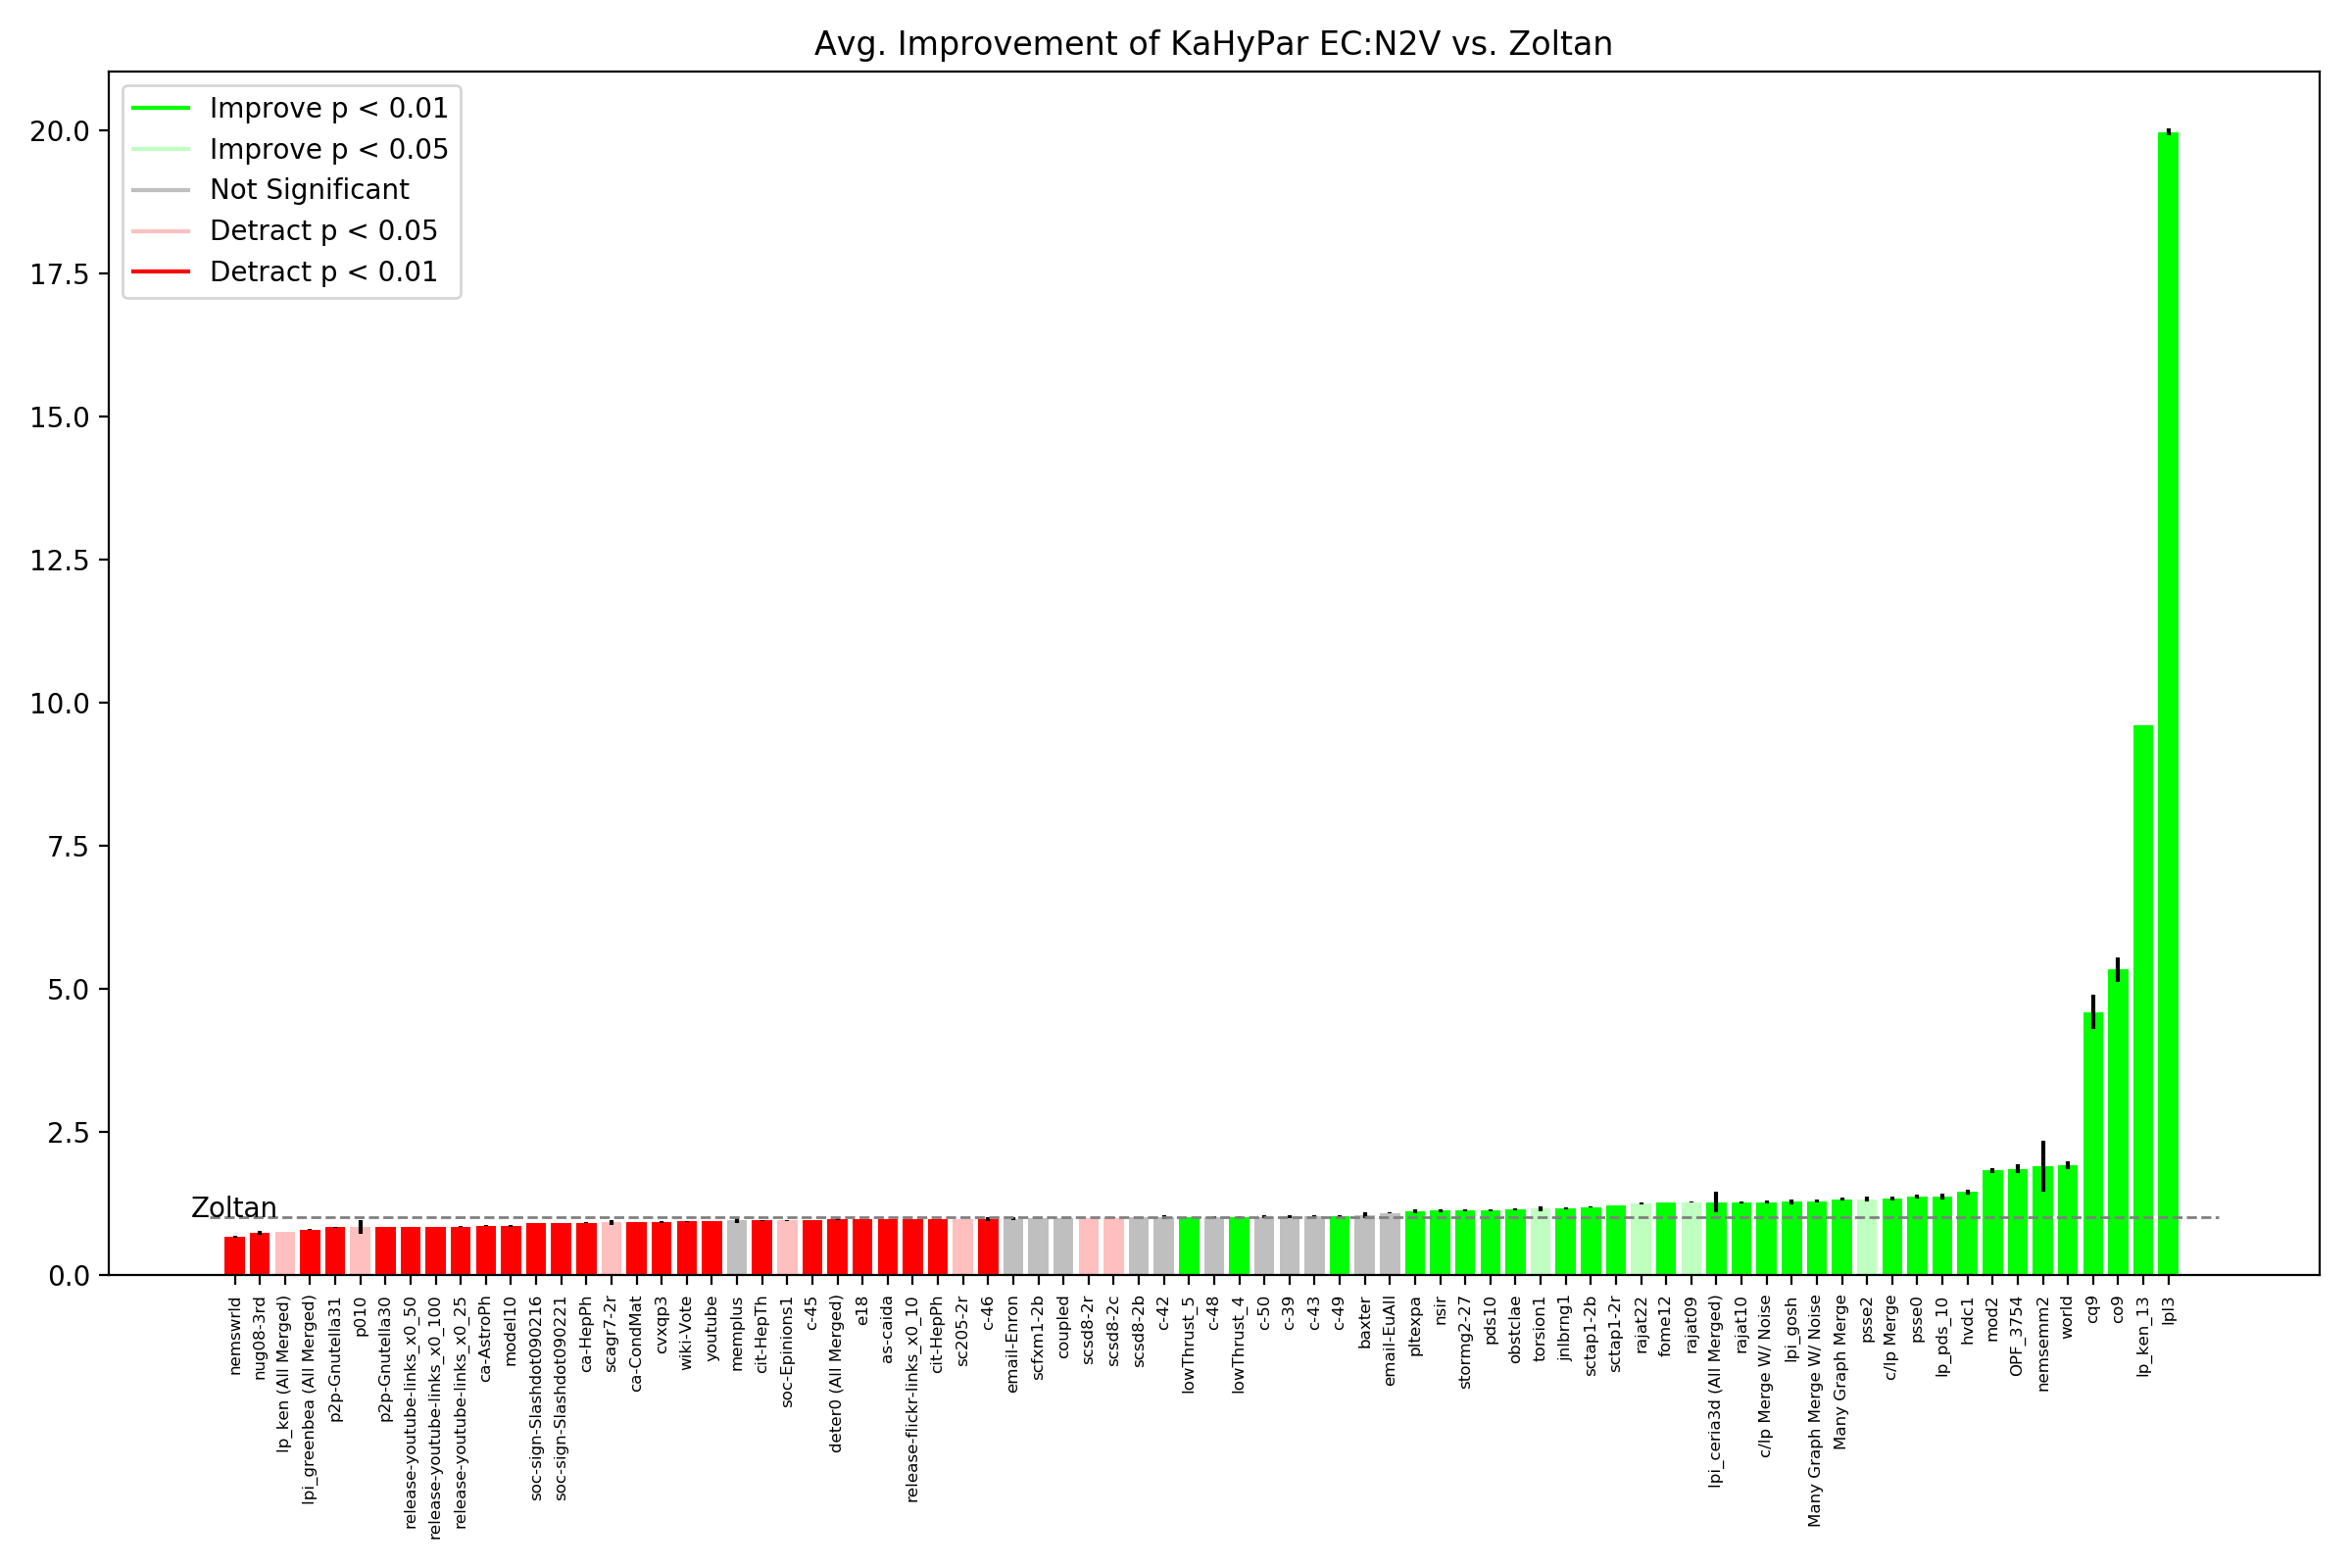 Avg. Improvement of KaHyPar EC:N2V vs. Zoltan
Improve p < 0.01
Improve p < 0.05
Not Significant
Detract p < 0.05
Detract p < 0.01
20.0
17.5
15.0
12.5
10.0
7.5
5.0
2.5
0.0
Zoltan
nemswrld
nug08-3rd
lp_ken (All Merged)
lpi_greenbea (All Merged)
p2p-Gnutella31
p010
p2p-Gnutella30
release-youtube-links_x0_50
release-youtube-links_x0_100
release-youtube-links_x0_25
ca-AstroPh
model10
soc-sign-Slashdot090216
soc-sign-Slashdot090221
ca-HepPh
scagr7-2r
ca-CondMat
cvxqp3
wiki-Vote
youtube
memplus
cit-HepTh
soc-Epinions1
c-45
deter0 (All Merged)
e18
as-caida
release-flickr-links_x0_10
cit-HepPh
sc205-2r
c-46
email-Enron
scfxm1-2b
coupled
scsd8-2r
scsd8-2c
scsd8-2b
c-42
lowThrust_5
c-48
lowThrust_4
c-50
c-39
c-43
c-49
baxter
email-EuAll
pltexpa
nsir
stormg2-27
pds10
obstclae
torsion1
jnlbrng1
sctap1-2b
sctap1-2r
rajat22
fome12
rajat09
lpi_ceria3d (All Merged)
rajat10
c/lp Merge W/ Noise
lpi_gosh
Many Graph Merge W/ Noise
Many Graph Merge
psse2
c/lp Merge
psse0
lp_pds_10
hvdc1
mod2
OPF_3754
nemsemm2
world
cq9
co9
lp_ken_13
lpl3